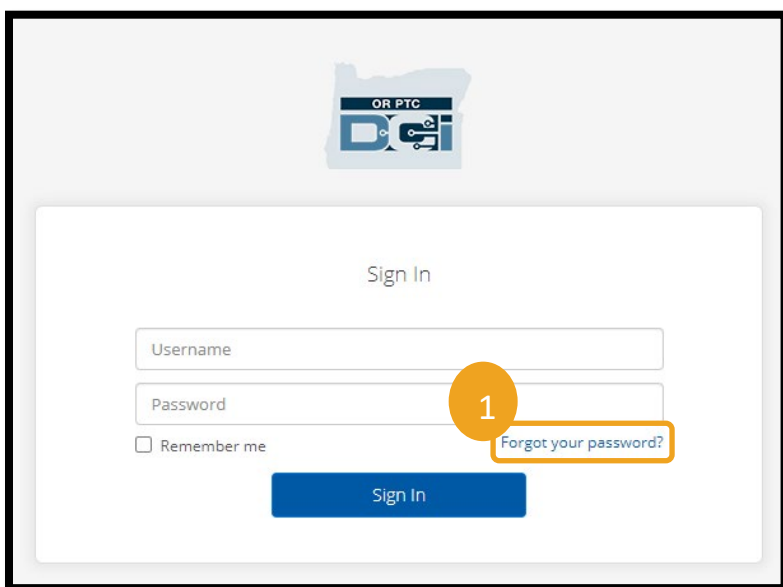 OR PTC
DCi
Sign In
Username
Password
1
Remember me
Forgot your password?
Sign In